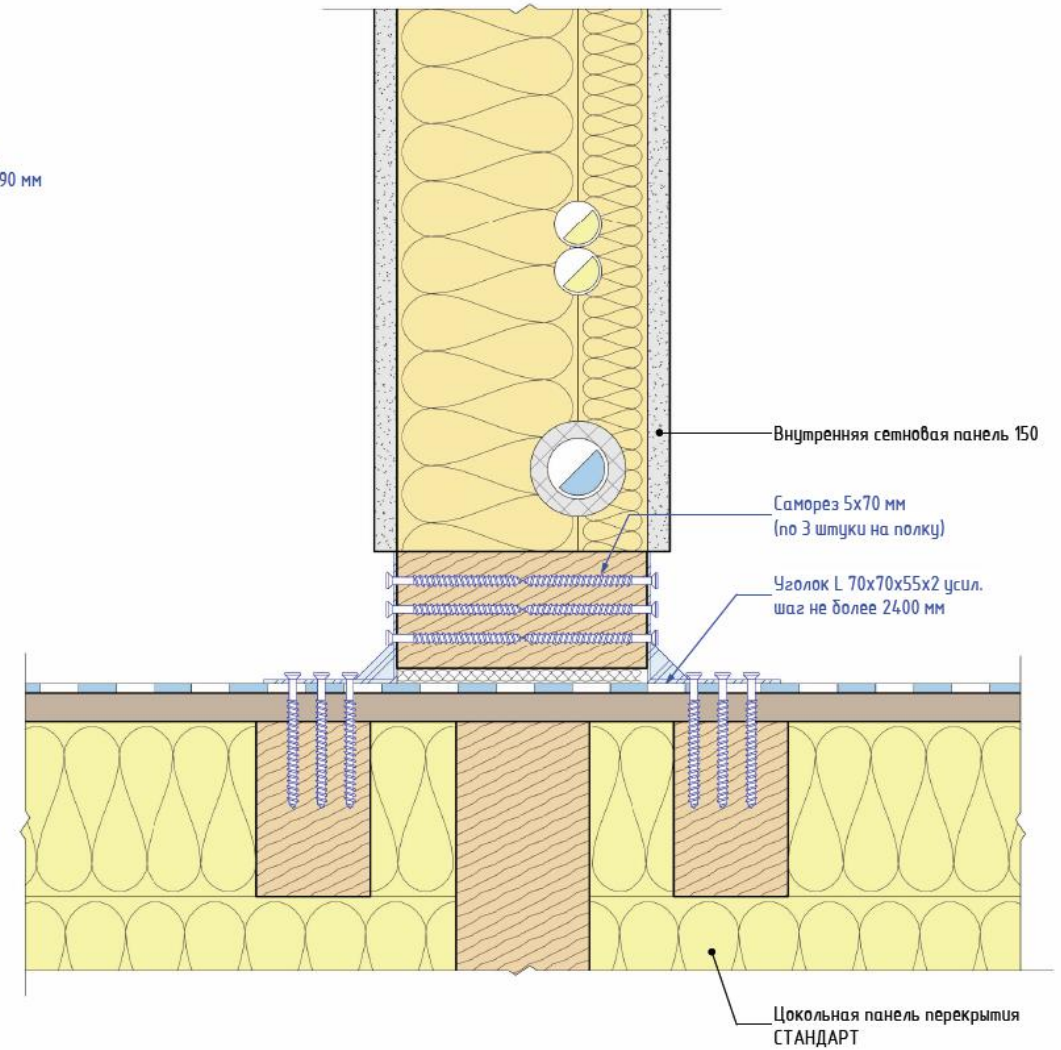 90 мм
Внутренняя сетновая панель 150
Саморез 5х70 мм
(по 3 штуки на полку)
Уголок L 70х70х55х2 усил.
шаг не более 2400 мм
Цокольная панель перекрытия
СТАНДАРТ